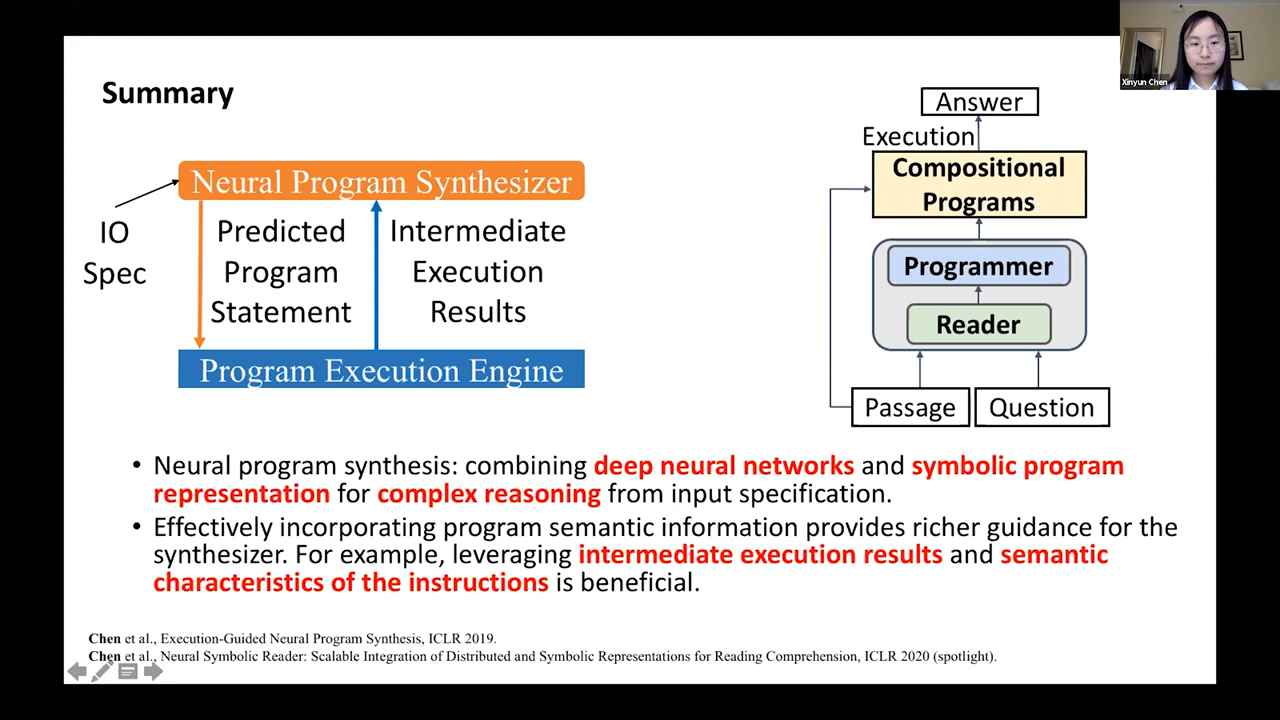 Xinyun Chen
Summary
Neural Program Synthesizer
IO
Spec
Predicted
Program
Statement
Intermediate
Execution
Results
Program Execution Engine
Answer
Execution
Compositional
Programs
Programmer
Reader
Passage
Question
• Neural program synthesis: combining deep neural networks and symbolic program
representation for complex reasoning from input specification.
• Effectively incorporating program semantic information provides richer guidance for the
synthesizer. For example, leveraging intermediate execution results and semantic
characteristics of the instructions is beneficial.
Chen et al., Execution-Guided Neural Program Synthesis, ICLR 2019.
Chen et al., Neural Symbolic Reader: Scalable Integration of Distributed and Symbolic Representations for Reading Comprehension, ICLR 2020 (spotlight).